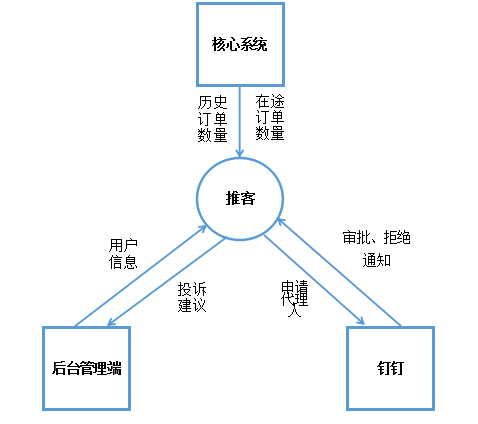 核心系统
历史
订单
数量
在途
订单
数量
推客
用户
信息
投诉
建议
申请
代理
人
审批、拒绝
通知
后台管理端
钉钉